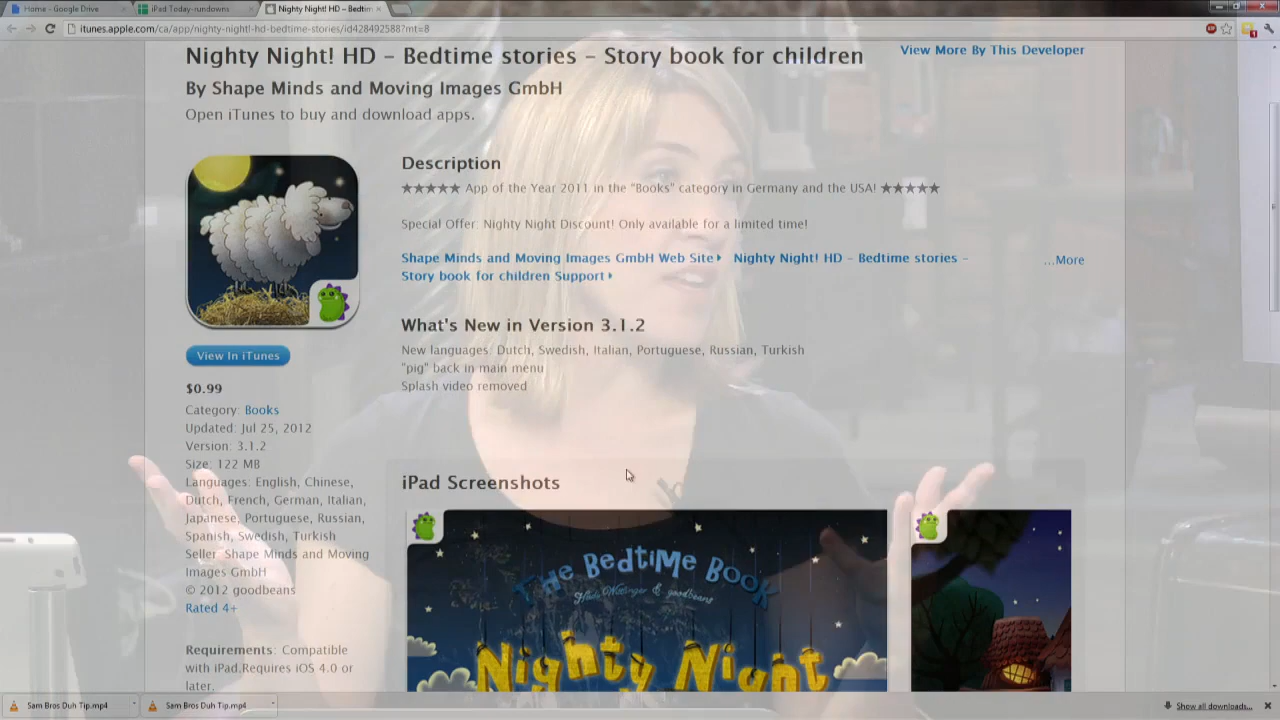 Home - Google Drive
iPad Today-rundowns
Nighty Night! HD – Bedtim
itunes.apple.com/ca/app/nighty-night!-hd-bedtime-stories/id428492588?mt=8
Nighty Night! HD – Bedtime stories – Story book for children
View More By This Developer
By Shape Minds and Moving Images GmbH
Open iTunes to buy and download apps.
Description
★★★★★ App of the Year 2011 in the "Books" category in Germany and the USA! ★★★★★
Special Offer: Nighty Night Discount! Only available for a limited time!
Shape Minds and Moving Images GmbH Web Site Nighty Night! HD – Bedtime stories –
Story book for children Support
...More
What's New in Version 3.1.2
New languages: Dutch, Swedish, Italian, Portuguese, Russian, Turkish
"pig" back in main menu
Splash video removed
View In iTunes
$0.99
Category: Books
Updated: Jul 25, 2012
Version: 3.1.2
Size: 122 MB
Languages: English, Chinese,
Dutch, French, German, Italian,
Japanese, Portuguese, Russian,
Spanish, Swedish, Turkish
Seller: Shape Minds and Moving
Images GmbH
© 2012 goodbeans
Rated 4+
Requirements: Compatible
with iPad.Requires iOS 4.0 or
later.
iPad Screenshots
The Bedtime Book
& goodbeans
Nighty Night
Sam Bros Duh Tip.mp4
Sam Bros Duh Tip.mp4
Show all downloads...